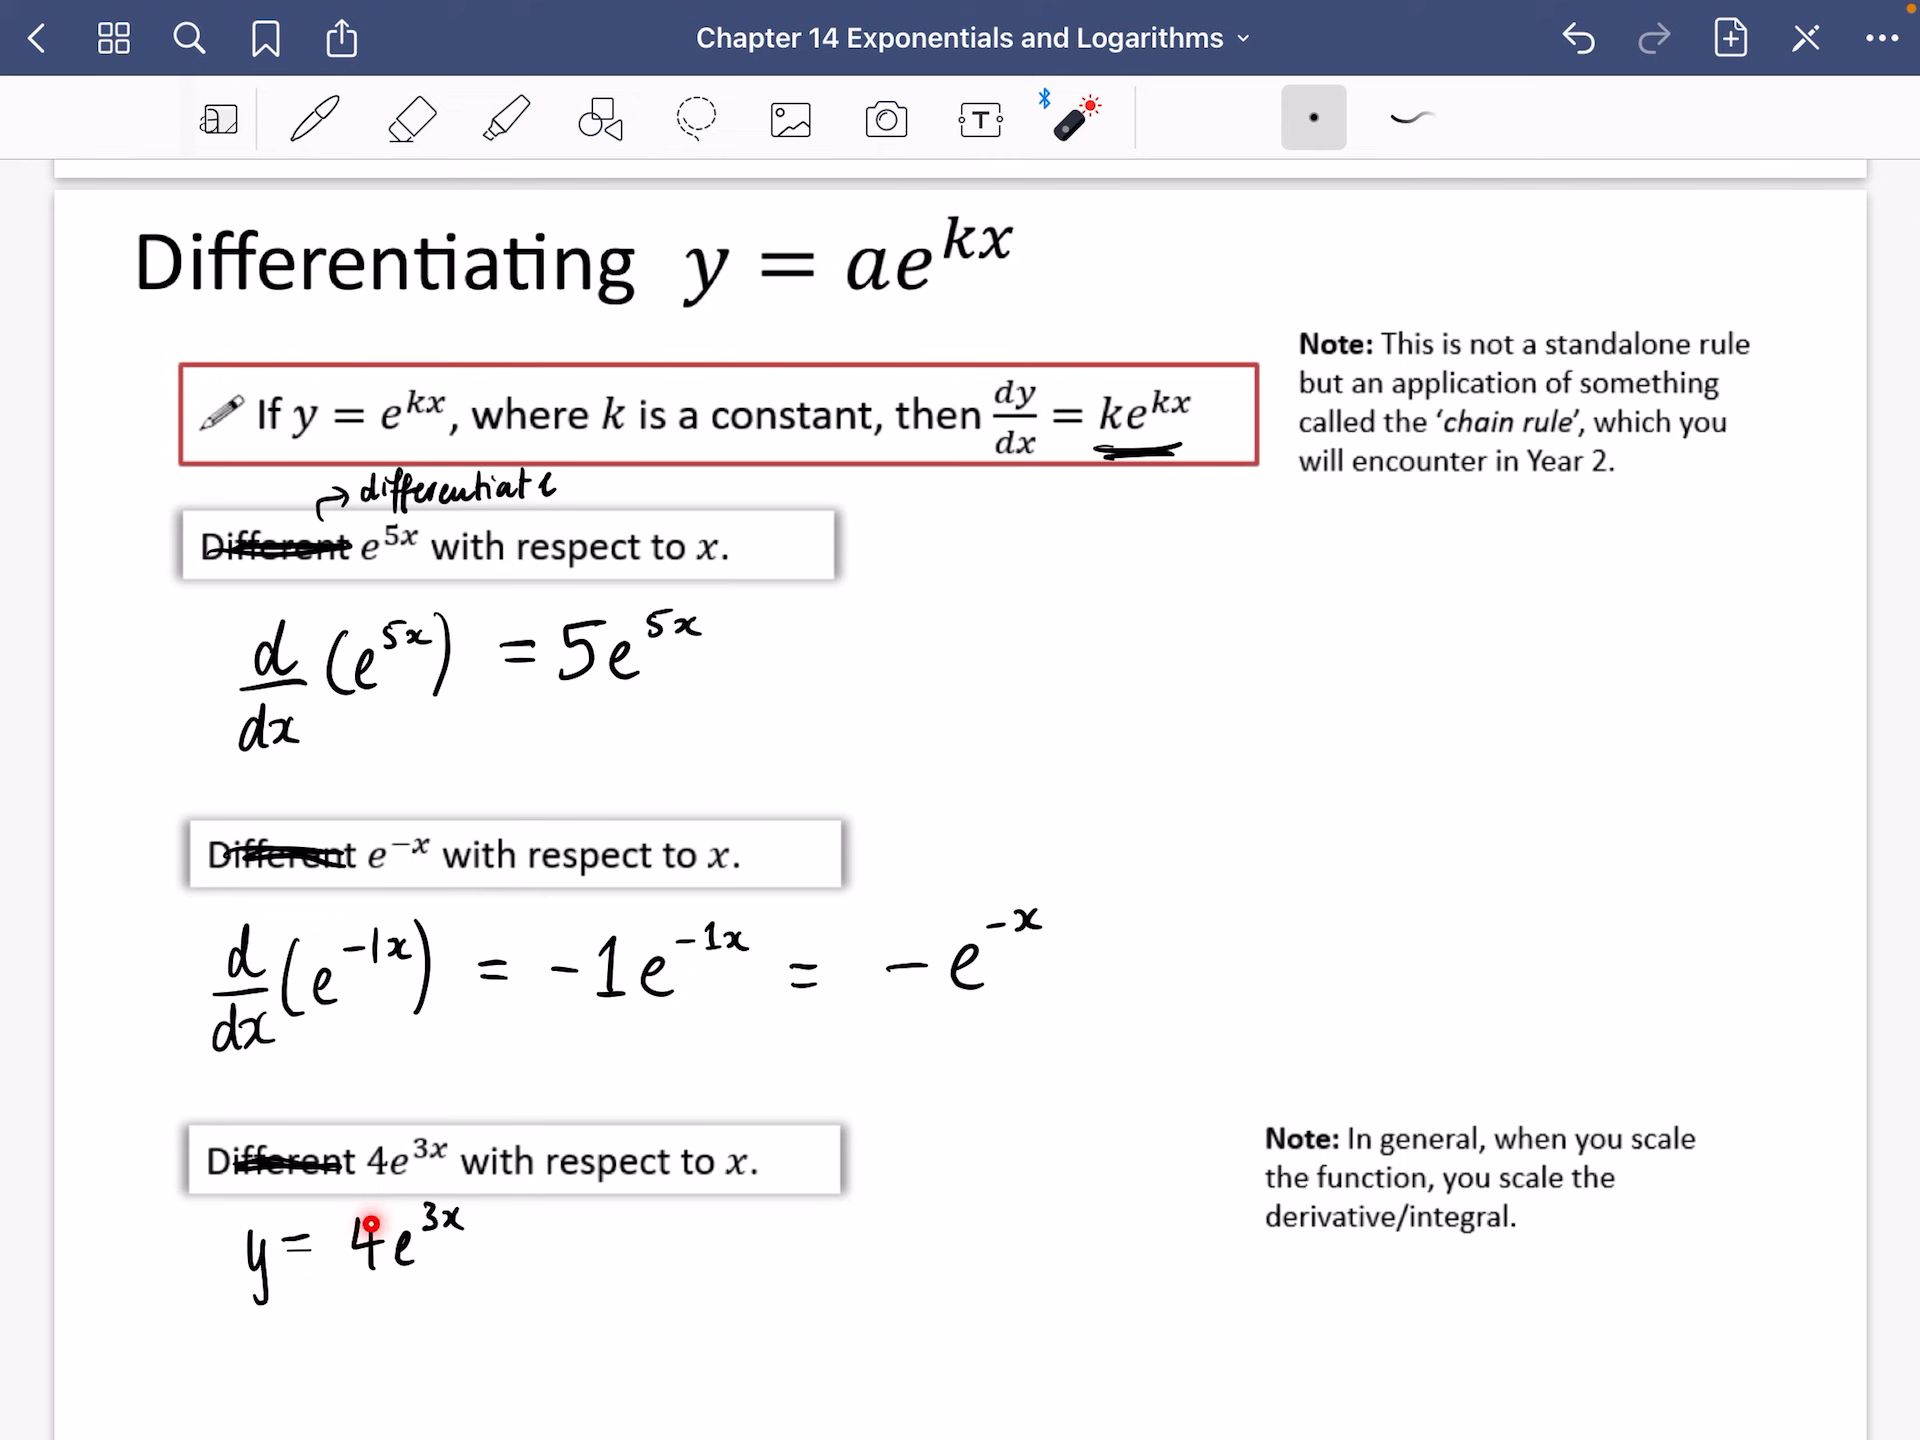 Chapter 14 Exponentials and Logarithms
T
Differentiating y = ae^{kx}
If y = e^{kx}, where k is a constant, then dy/dx = ke^{kx}
Note: This is not a standalone rule
but an application of something
called the ‘chain rule’, which you
will encounter in Year 2.
→ differentiate
Different e^{5x} with respect to x.
d/dx (e^{5x}) = 5e^{5x}
Different e^{−x} with respect to x.
d/dx (e^{-1x}) = -1e^{-1x} = -e^{-x}
Different 4e^{3x} with respect to x.
Note: In general, when you scale
the function, you scale the
derivative/integral.
y = 4e^{3x}